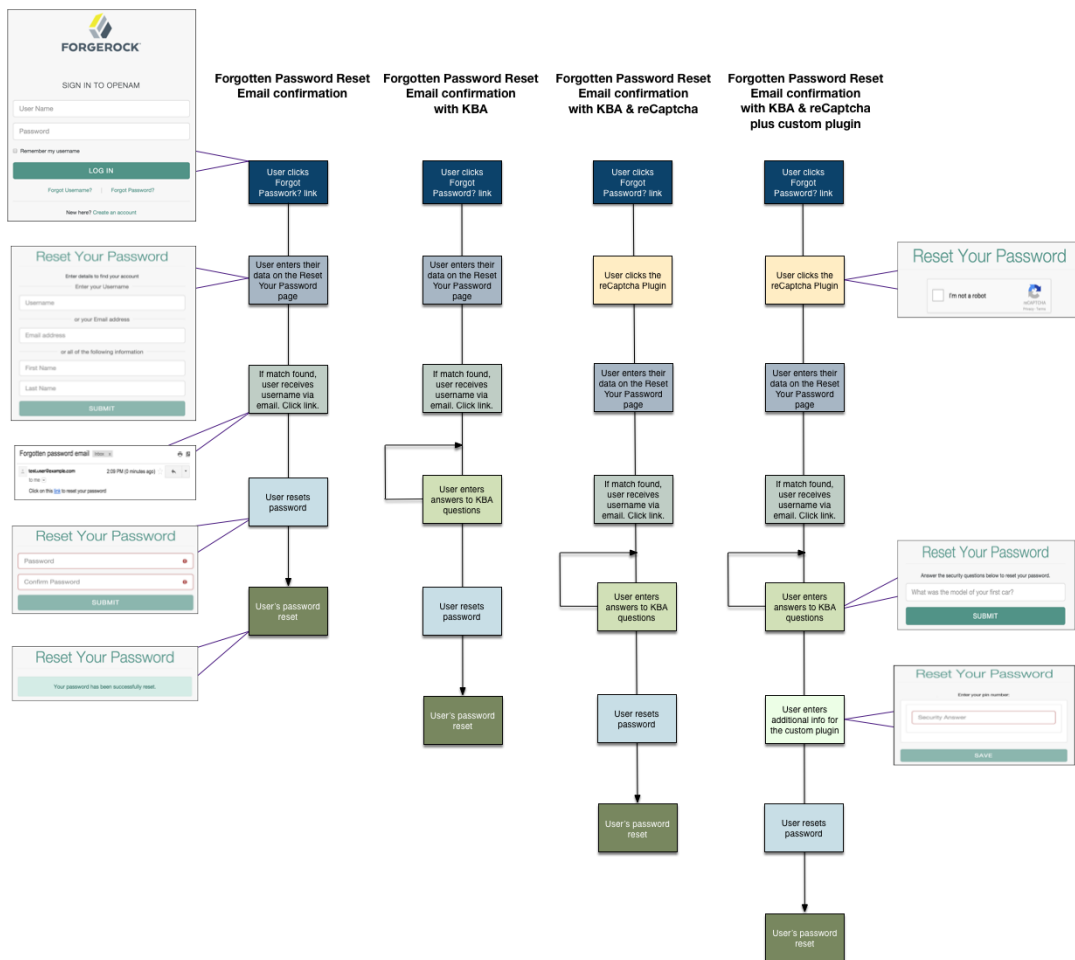 FORGEROCK
SIGN IN TO OPENAM
User Name
Password
Remember my username
LOG IN
Forgot Username?
Forgot Password?
New here? Create an account
Reset Your Password
Enter details to find your account
Enter your Username
Username
or your Email address
Email address
or all of the following information
First Name
Last Name
SUBMIT
Forgotten password email
Inbox x
test.user@example.com
2:09 PM (0 minutes ago)
to me
Click on this link to reset your password
Reset Your Password
Password
Confirm Password
SUBMIT
Reset Your Password
Your password has been successfully reset.
Forgotten Password Reset
Email confirmation
User clicks
Forgot
Passwork? link
User enters their
data on the Reset
Your Password
page
If match found,
user receives
username via
email. Click link.
User resets
password
User's password
reset
Forgotten Password Reset
Email confirmation
with KBA
User clicks
Forgot
Password? link
User enters their
data on the Reset
Your Password
page
If match found,
user receives
username via
email. Click link.
User enters
answers to KBA
questions
User resets
password
User's password
reset
Forgotten Password Reset
Email confirmation
with KBA & reCaptcha
User clicks
Forgot
Password? link
User clicks the
reCaptcha Plugin
User enters their
data on the Reset
Your Password
page
If match found,
user receives
username via
email. Click link.
User enters
answers to KBA
questions
User resets
password
User's password
reset
Forgotten Password Reset
Email confirmation
with KBA & reCaptcha
plus custom plugin
User clicks
Forgot
Password? link
User clicks the
reCaptcha Plugin
User enters their
data on the Reset
Your Password
page
If match found,
user receives
username via
email. Click link.
User enters
answers to KBA
questions
User enters
additional info for
the custom plugin
User resets
password
User's password
reset
Reset Your Password
I'm not a robot
reCAPTCHA
Privacy - Terms
Reset Your Password
Answer the security questions below to reset your password.
What was the model of your first car?
SUBMIT
Reset Your Password
Enter your pin number:
Security Answer
SAVE